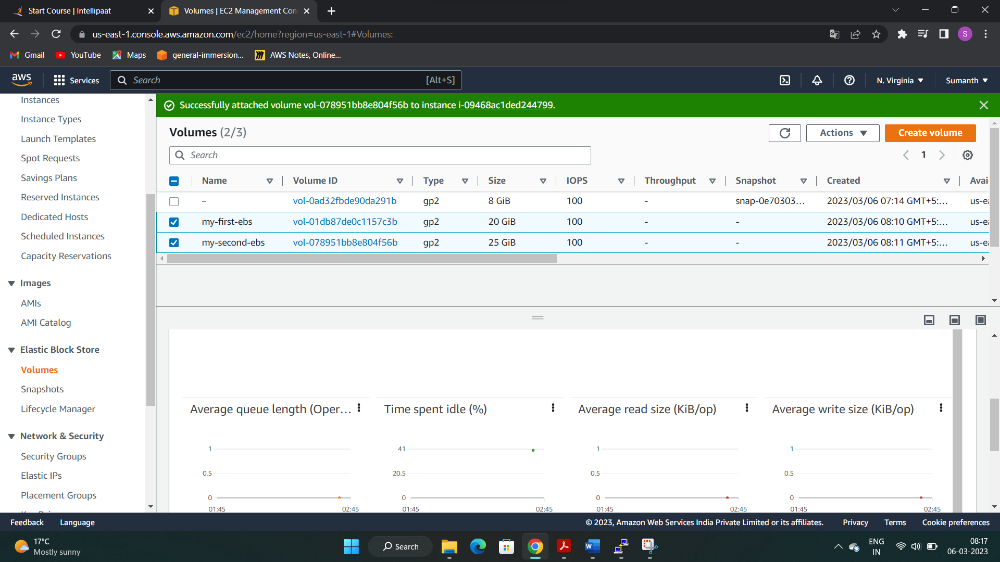 Start Course | Intellipaat
Volumes | EC2 Management Con
us-east-1.console.aws.amazon.com/ec2/home?region=us-east-1#Volumes:
S
Gmail
YouTube
Maps
general-immersion...
AWS Notes, Online...
aws
Services
Search
[Alt+S]
N. Virginia
Sumanth
Instances
Instance Types
Launch Templates
Spot Requests
Savings Plans
Reserved Instances
Dedicated Hosts
Scheduled Instances
Capacity Reservations
Images
AMIs
AMI Catalog
Elastic Block Store
Volumes
Snapshots
Lifecycle Manager
Network & Security
Security Groups
Elastic IPs
Placement Groups
Successfully attached volume vol-078951bb8e804f56b to instance i-09468ac1ded244799.
Volumes (2/3)
Actions
Create volume
Search
1
Name Volume ID Type Size IOPS Throughput Snapshot Created Avai
– vol-0ad32fbde90da291b gp2 8 GiB 100 - snap-0e70303... 2023/03/06 07:14 GMT+5:... us-ea
my-first-ebs vol-01db87de0c1157c3b gp2 20 GiB 100 - - 2023/03/06 08:10 GMT+5:... us-ea
my-second-ebs vol-078951bb8e804f56b gp2 25 GiB 100 - - 2023/03/06 08:11 GMT+5:... us-ea
Average queue length (Oper...
1
0.5
0
01:45 02:45
Time spent idle (%)
41
20.5
0
01:45 02:45
Average read size (KiB/op)
1
0.5
0
01:45 02:45
Average write size (KiB/op)
1
0.5
0
01:45 02:45
Feedback Language © 2023, Amazon Web Services India Private Limited or its affiliates. Privacy Terms Cookie preferences
17°C
Mostly sunny
Search
ENG
IN
08:17
06-03-2023